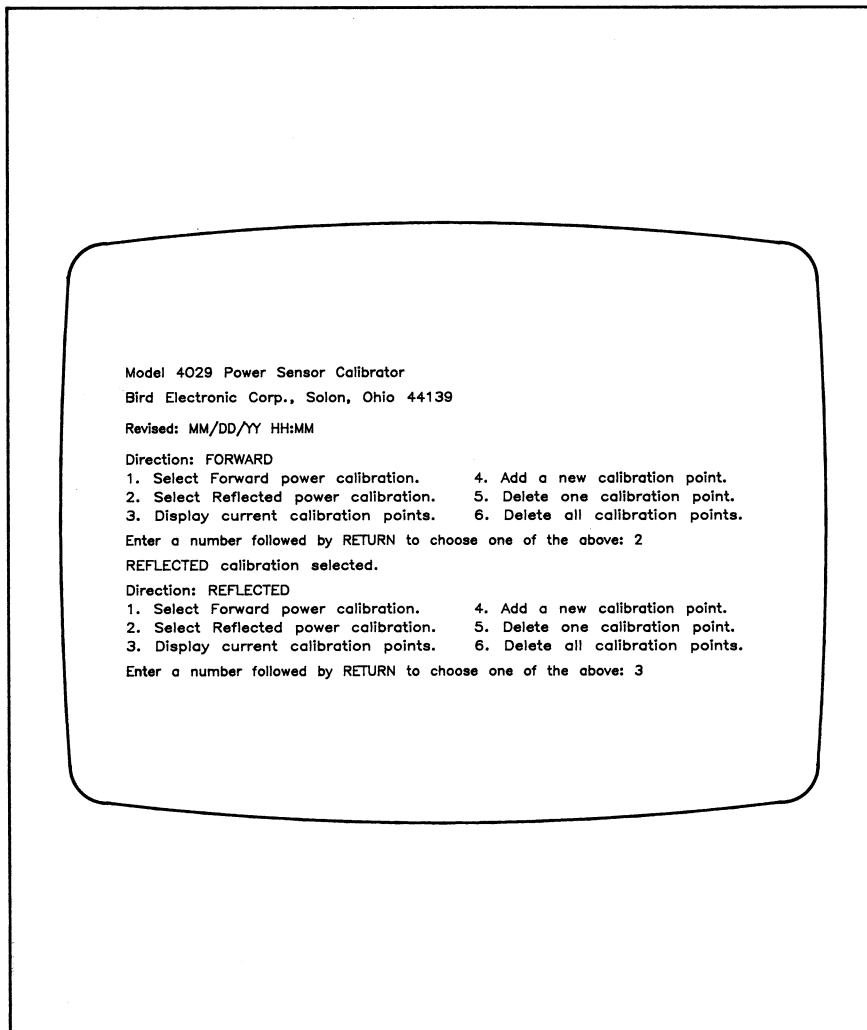 Model 4029 Power Sensor Calibrator
Bird Electronic Corp., Solon, Ohio 44139
Revised: MM/DD/YY HH:MM
Direction: FORWARD
1. Select Forward power calibration. 4. Add a new calibration point.
2. Select Reflected power calibration. 5. Delete one calibration point.
3. Display current calibration points. 6. Delete all calibration points.
Enter a number followed by RETURN to choose one of the above: 2
REFLECTED calibration selected.
Direction: REFLECTED
1. Select Forward power calibration. 4. Add a new calibration point.
2. Select Reflected power calibration. 5. Delete one calibration point.
3. Display current calibration points. 6. Delete all calibration points.
Enter a number followed by RETURN to choose one of the above: 3